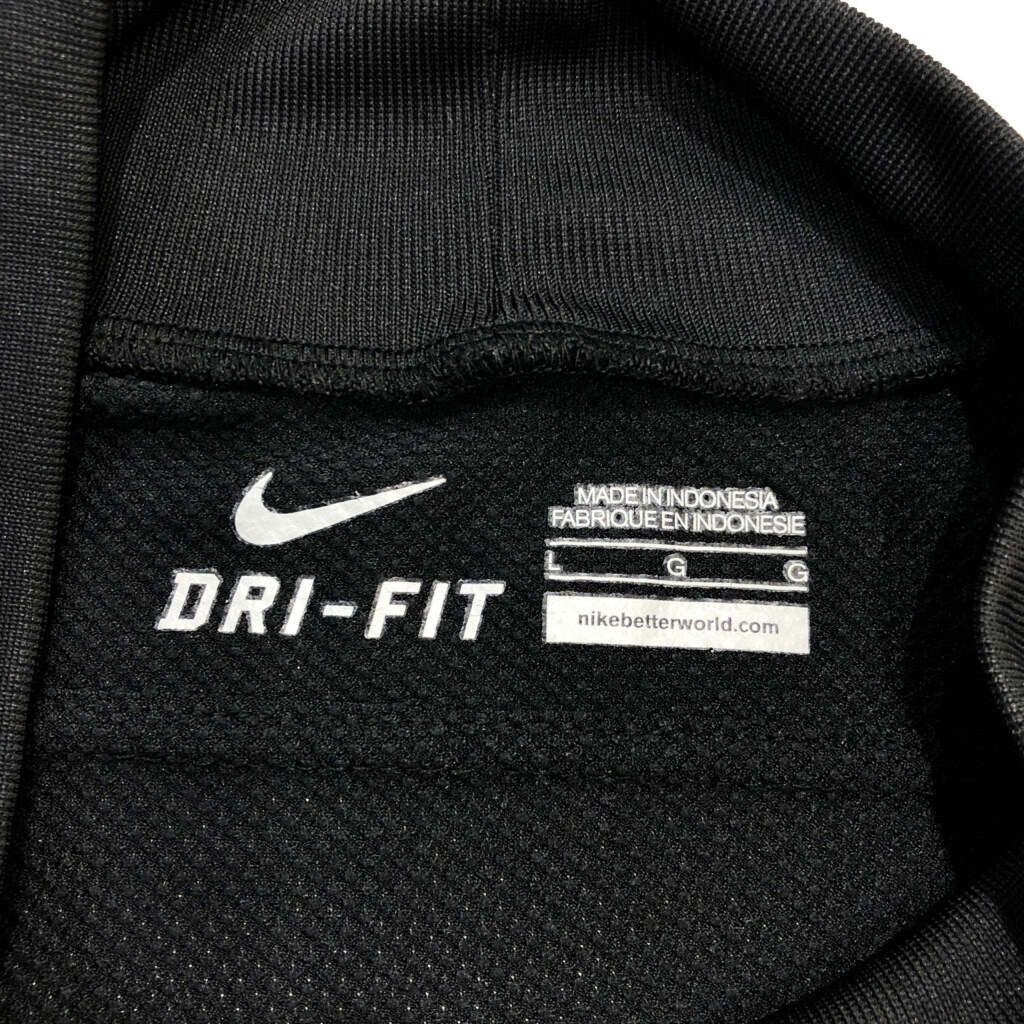 DRI-FIT
MADE IN INDONESIA
FABRIQUE EN INDONESIE
L G G
nikebetterworld.com